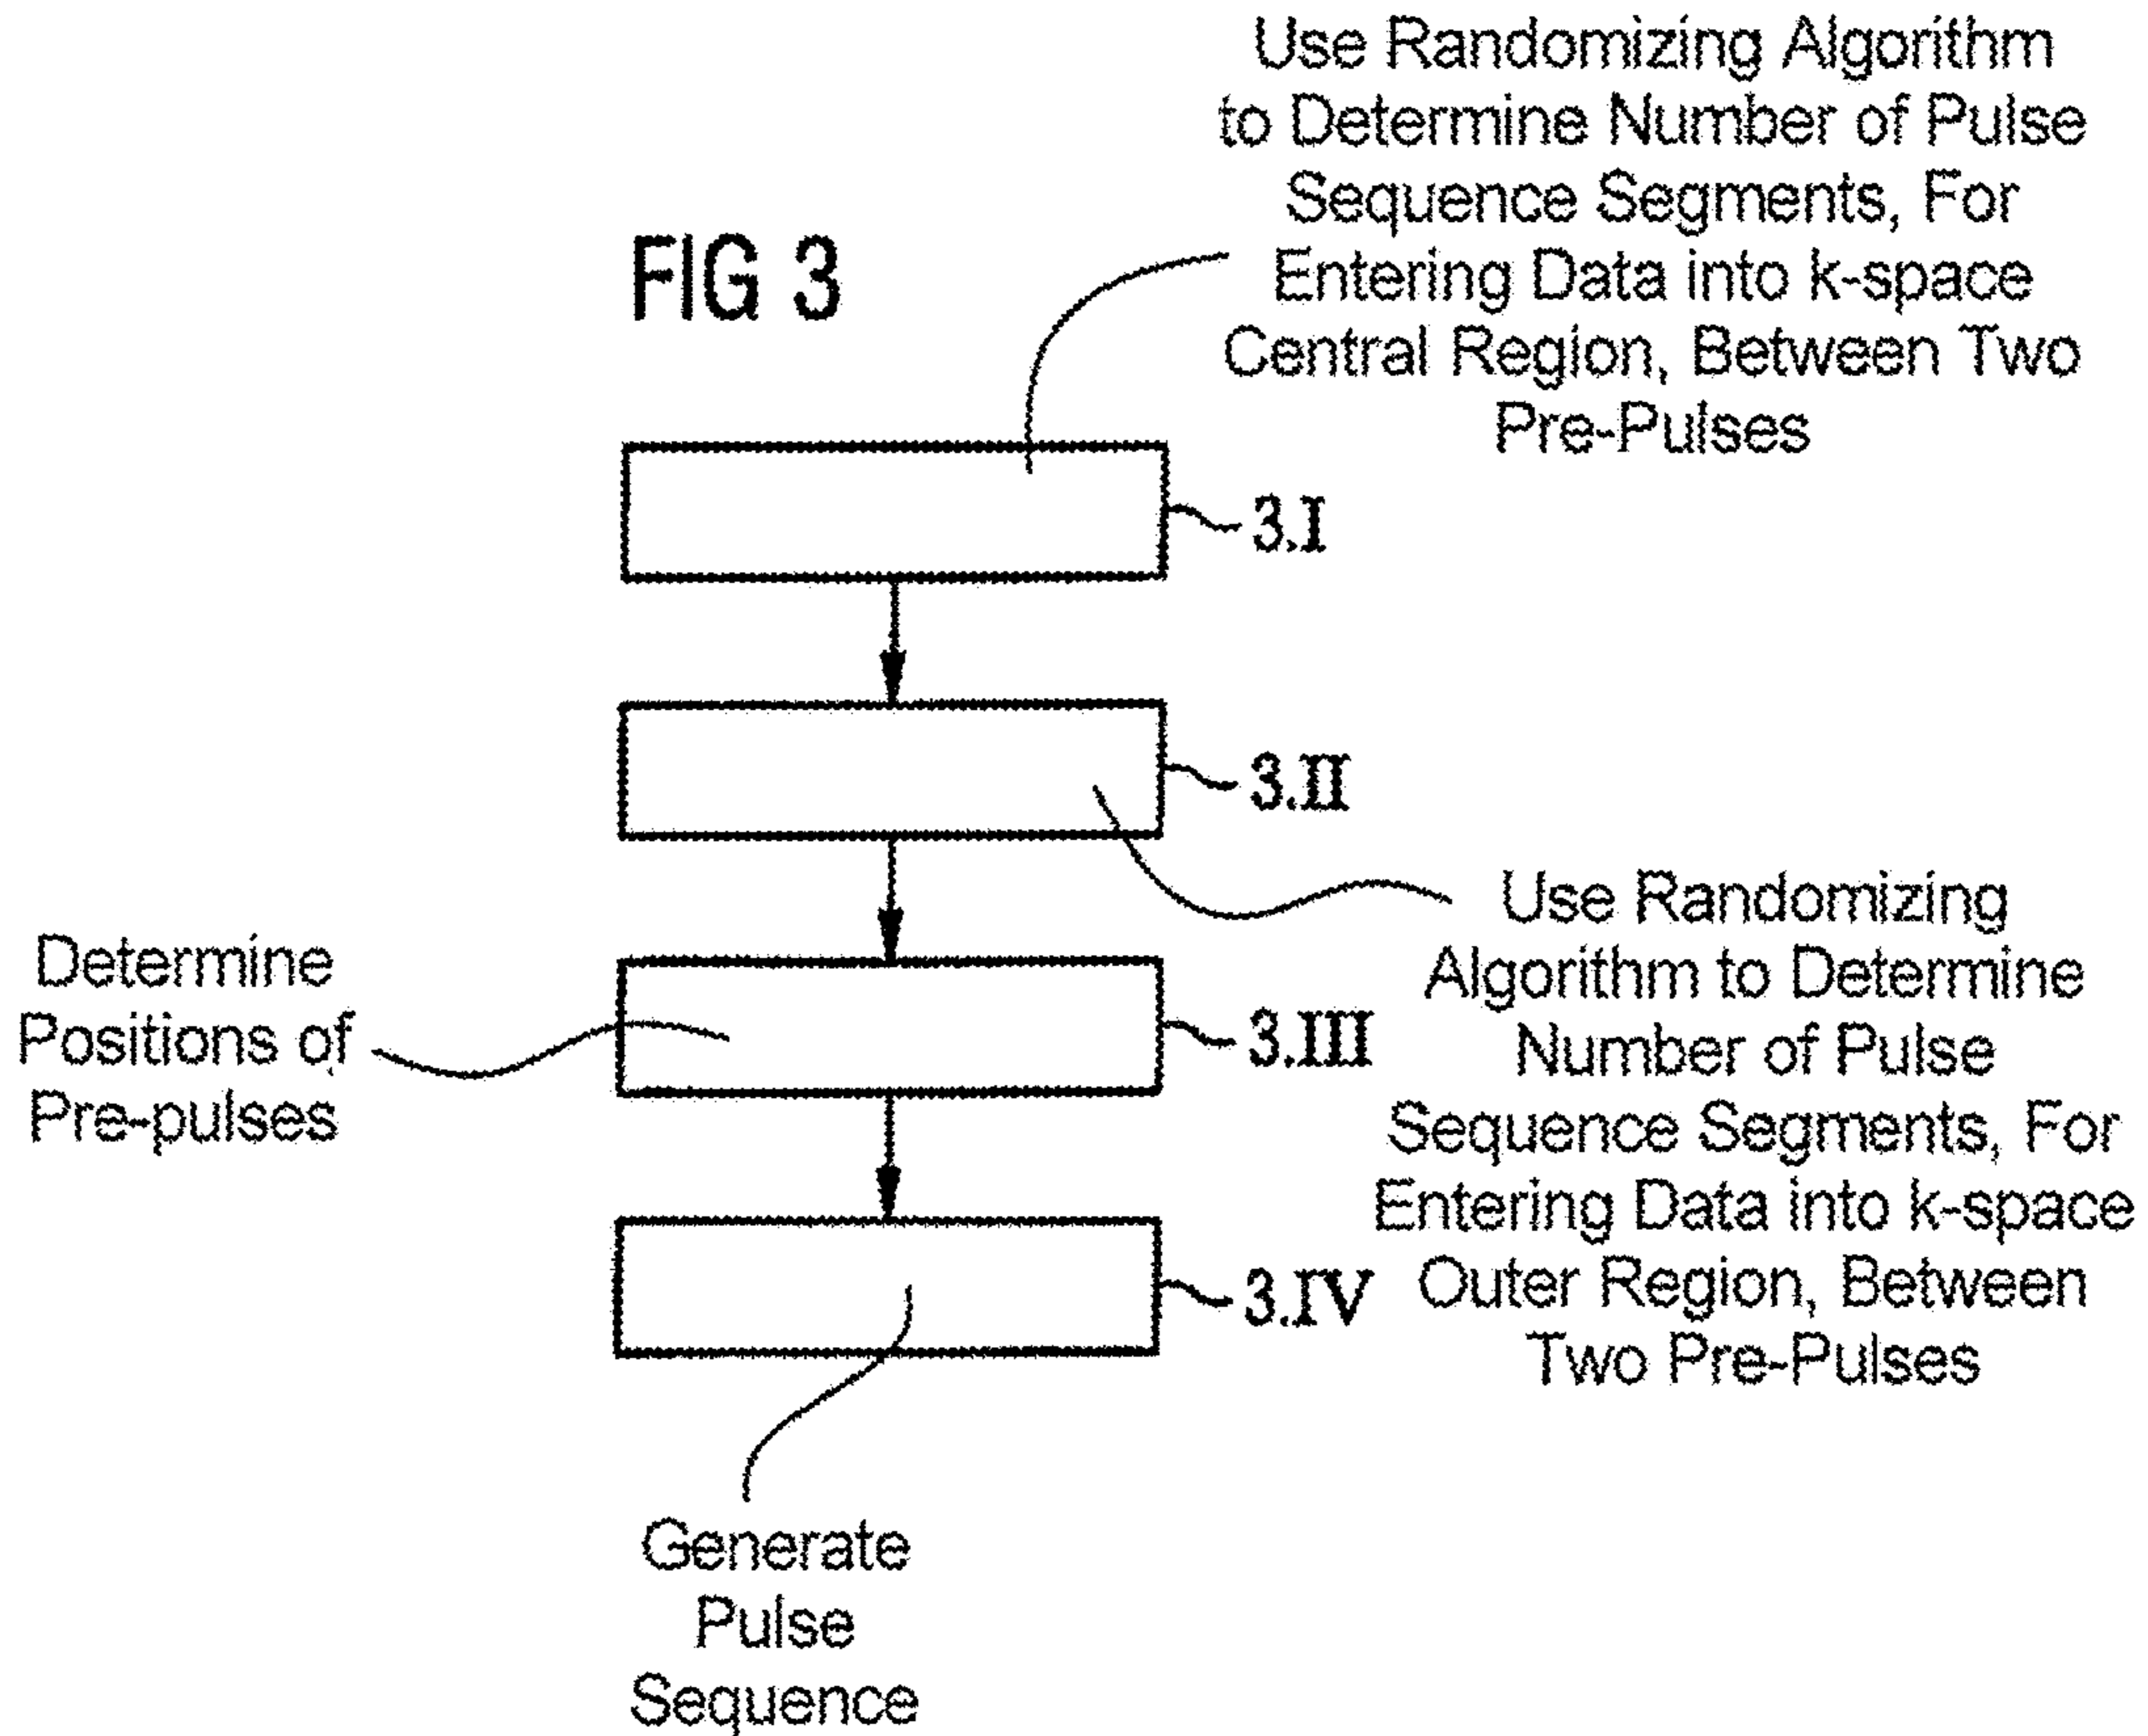 Use Randomizing Algorithm
to Determine Number of Pulse
Sequence Segments, For
Entering Data into k-space
Central Region, Between Two
Pre-Pulses
FIG 3
3.I
3.II
Use Randomizing
Algorithm to Determine
Number of Pulse
Sequence Segments, For
Entering Data into k-space
Outer Region, Between
Two Pre-Pulses
Determine
Positions of
Pre-pulses
3.III
3.IV
Generate
Pulse
Sequence